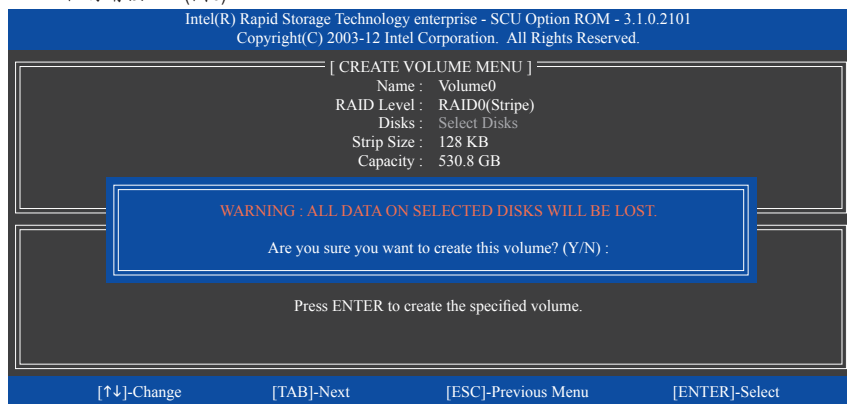 Intel(R) Rapid Storage Technology enterprise - SCU Option ROM - 3.1.0.2101
Copyright(C) 2003-12 Intel Corporation. All Rights Reserved.
[ CREATE VOLUME MENU ]
Name : Volume0
RAID Level : RAID0(Stripe)
Disks : Select Disks
Strip Size : 128 KB
Capacity : 530.8 GB
WARNING : ALL DATA ON SELECTED DISKS WILL BE LOST.
Are you sure you want to create this volume? (Y/N) :
Press ENTER to create the specified volume.
[↑↓]-Change [TAB]-Next [ESC]-Previous Menu [ENTER]-Select